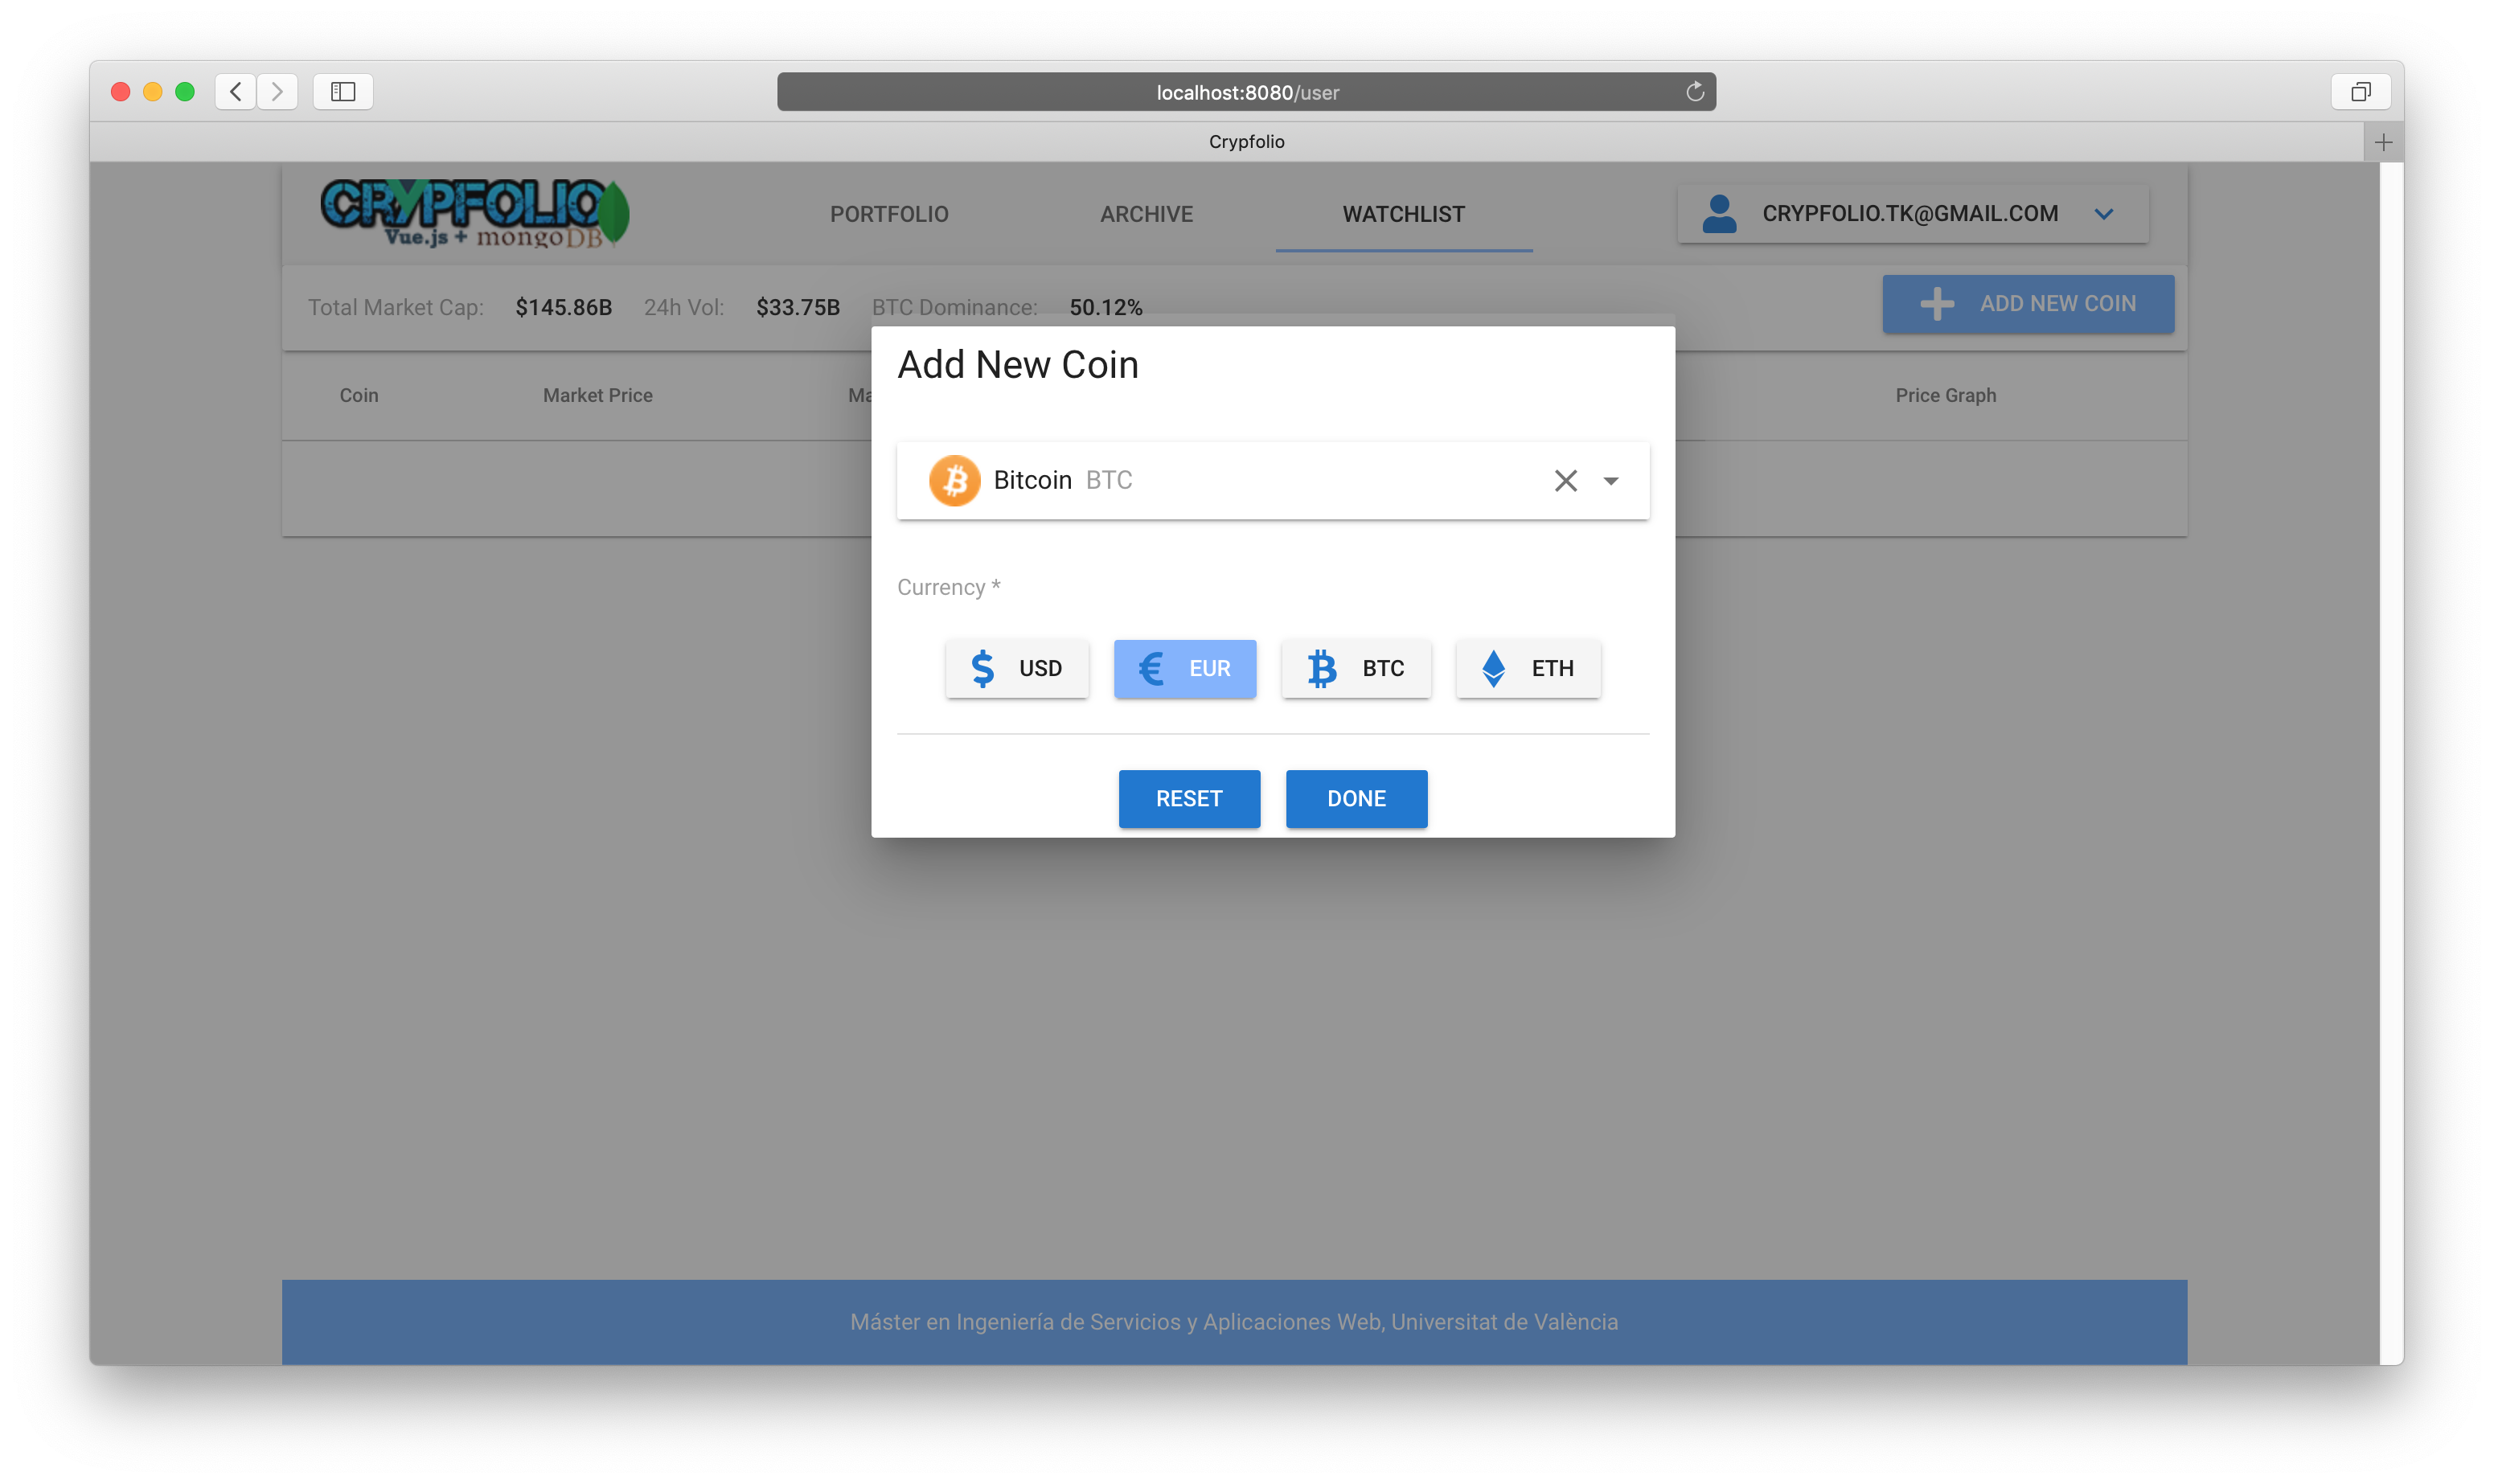 localhost:8080/user
Crypfolio
CRYPFOLIO
Vue.js + mongoDB
PORTFOLIO ARCHIVE WATCHLIST CRYPFOLIO.TK@GMAIL.COM
Total Market Cap: $145.86B 24h Vol: $33.75B BTC Dominance: 50.12% ADD NEW COIN
Coin Market Price Ma Price Graph
Add New Coin
Bitcoin BTC
Currency *
$ USD € EUR ₿ BTC ETH
RESET DONE
Máster en Ingeniería de Servicios y Aplicaciones Web, Universitat de València